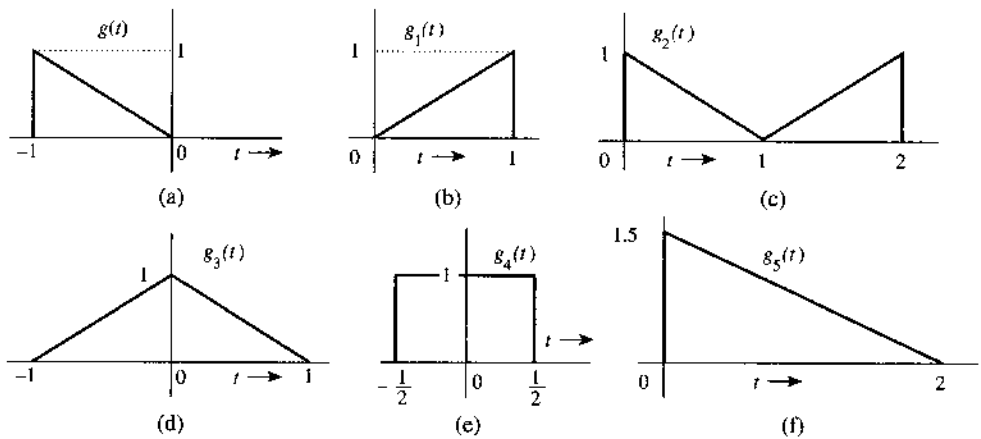 g(t)
1
-1
0
t →
(a)
g₁(t)
1
0
t →
1
(b)
g₂(t)
1
0
t →
1
2
(c)
g₃(t)
1
-1
0
t →
1
(d)
g₄(t)
1
t →
- 1/2
0
1/2
(e)
1.5
g₅(t)
0
t →
2
(f)